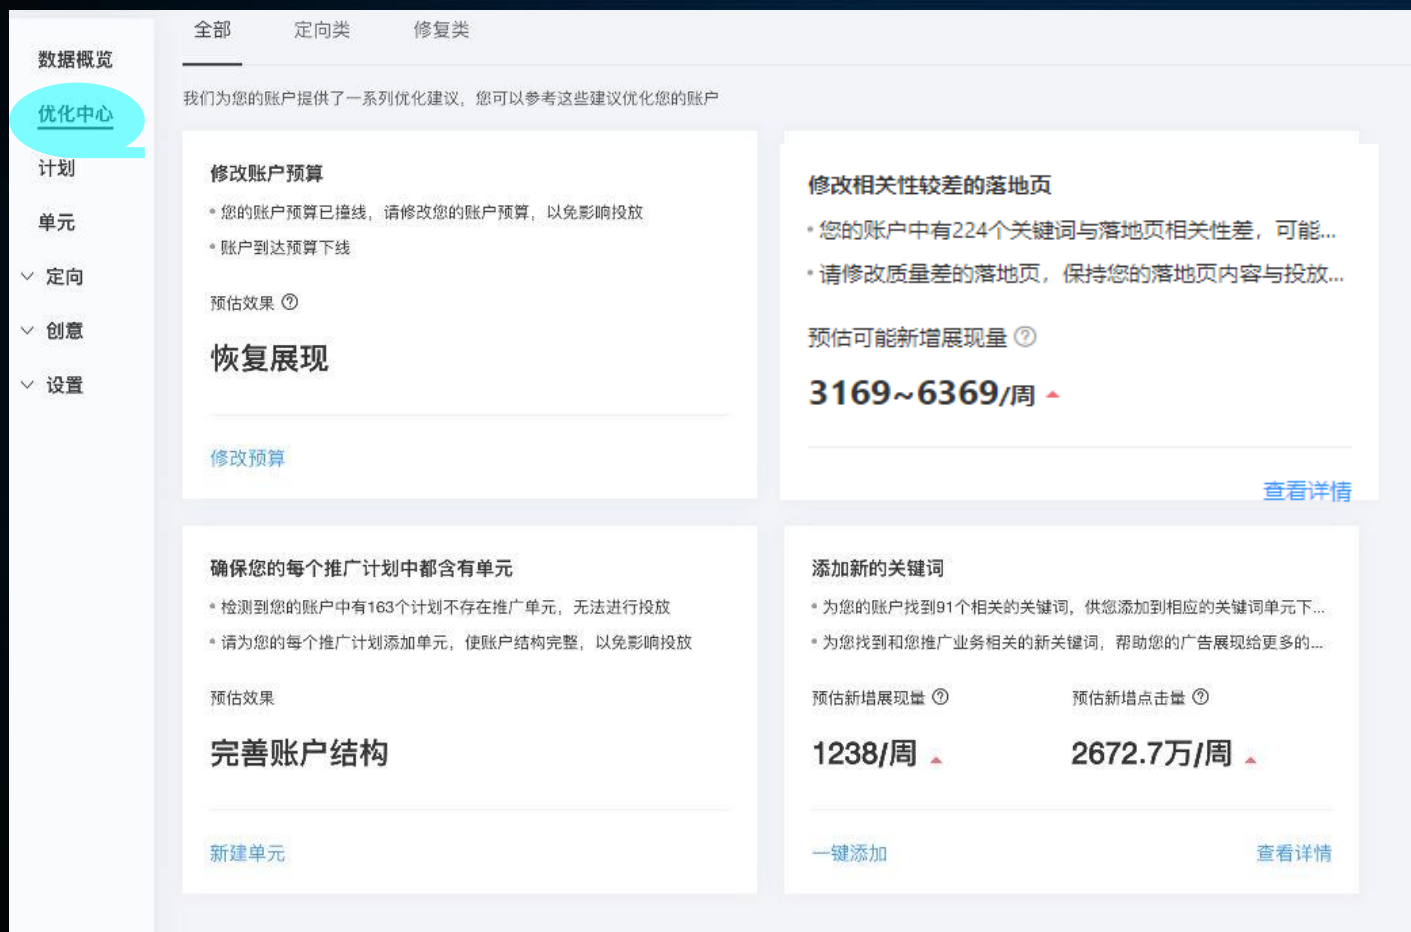 全部
定向类
修复类
数据概览
优化中心
计划
单元
定向
创意
设置
我们为您的账户提供了一系列优化建议，您可以参考这些建议优化您的账户
修改账户预算
• 您的账户预算已撞线，请修改您的账户预算，以免影响投放
• 账户到达预算下线
预估效果 ?
恢复展现
修改预算
修改相关性较差的落地页
• 您的账户中有224个关键词与落地页相关性差，可能...
• 请修改质量差的落地页，保持您的落地页内容与投放...
预估可能新增展现量 ?
3169~6369/周
查看详情
确保您的每个推广计划中都含有单元
• 检测到您的账户中有163个计划不存在推广单元，无法进行投放
• 请为您的每个推广计划添加单元，使账户结构完整，以免影响投放
预估效果
完善账户结构
新建单元
添加新的关键词
• 为您的账户找到91个相关的关键词，供您添加到相应的关键词单元下...
• 为您找到和您推广业务相关的新关键词，帮助您的广告展现给更多的...
预估新增展现量 ?
预估新增点击量 ?
1238/周
2672.7万/周
一键添加
查看详情